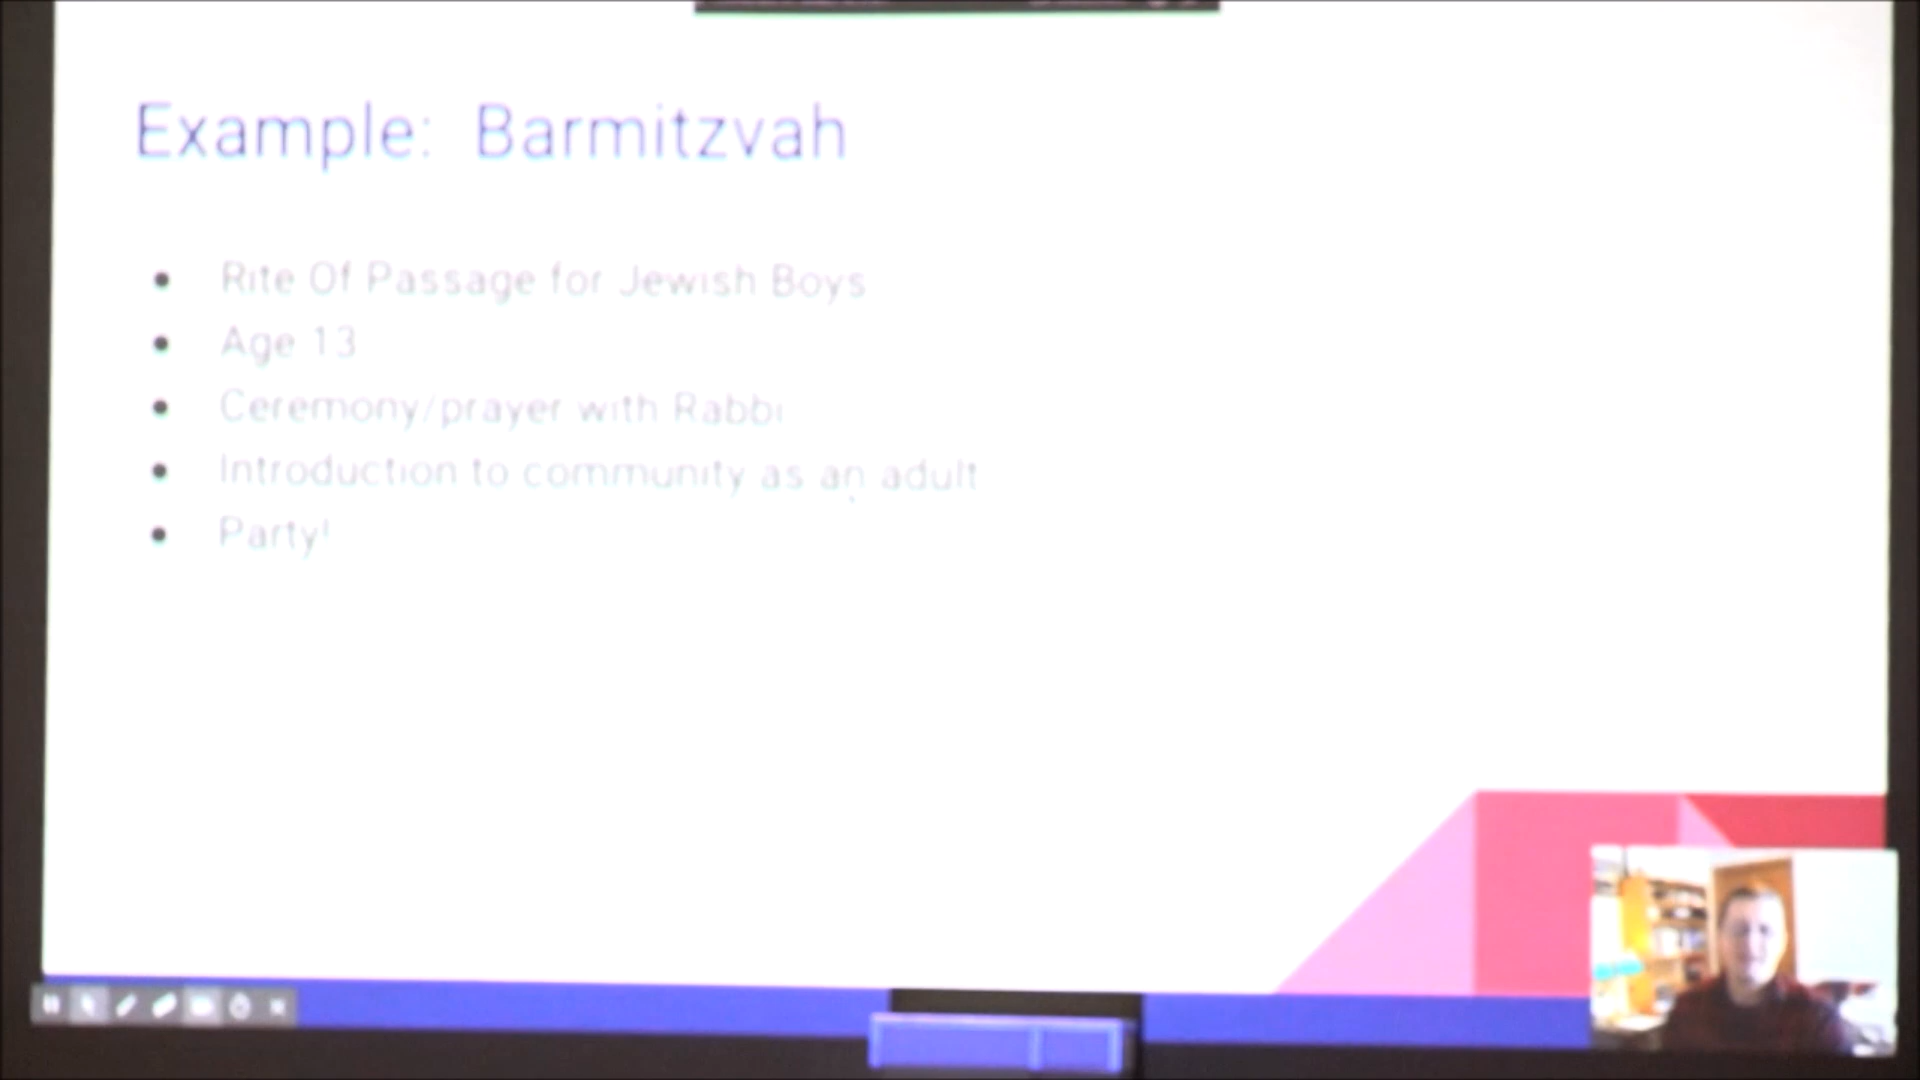 Example: Barmitzvah
Rite Of Passage for Jewish Boys
Age 13
Ceremony/prayer with Rabbi
Introduction to community as an adult
Party!